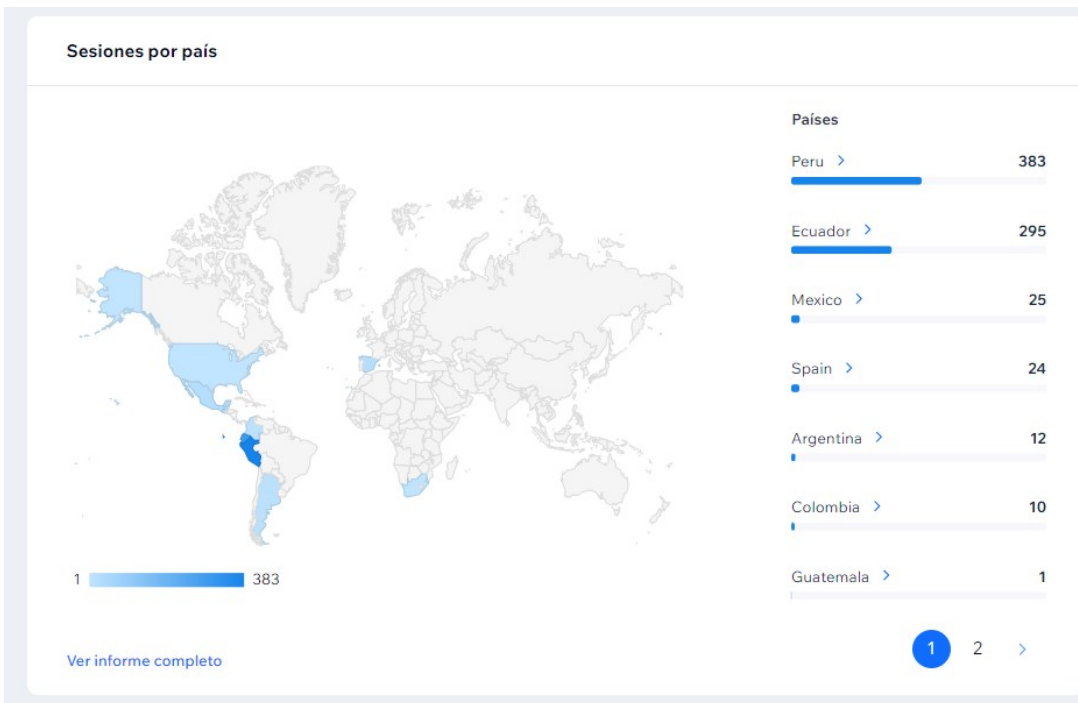 Sesiones por país
Países
Peru > 383
Ecuador > 295
Mexico > 25
Spain > 24
Argentina > 12
Colombia > 10
1 383
Guatemala > 1
1 2 >
Ver informe completo